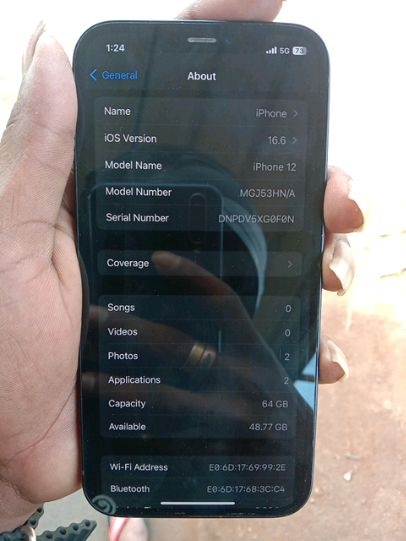 1:24 5G 73
General About
Name iPhone
iOS Version 16.6
Model Name iPhone 12
Model Number MGJ53HN/A
Serial Number DNPDV5XG0F0N
Coverage
Songs 0
Videos 0
Photos 2
Applications 2
Capacity 64 GB
Available 48.77 GB
Wi-Fi Address E0:6D:17:69:99:2E
Bluetooth E0:6D:17:68:3C:C4